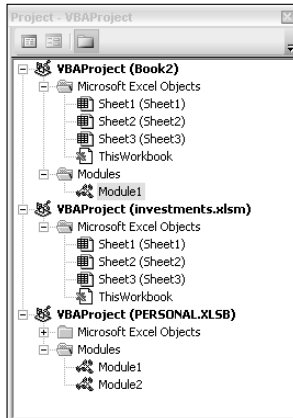 Project - VBAProject
VBAProject (Book2)
Microsoft Excel Objects
Sheet1 (Sheet1)
Sheet2 (Sheet2)
Sheet3 (Sheet3)
ThisWorkbook
Modules
Module1
VBAProject (investments.xlsm)
Microsoft Excel Objects
Sheet1 (Sheet1)
Sheet2 (Sheet2)
Sheet3 (Sheet3)
ThisWorkbook
VBAProject (PERSONAL.XLSB)
Microsoft Excel Objects
Modules
Module1
Module2